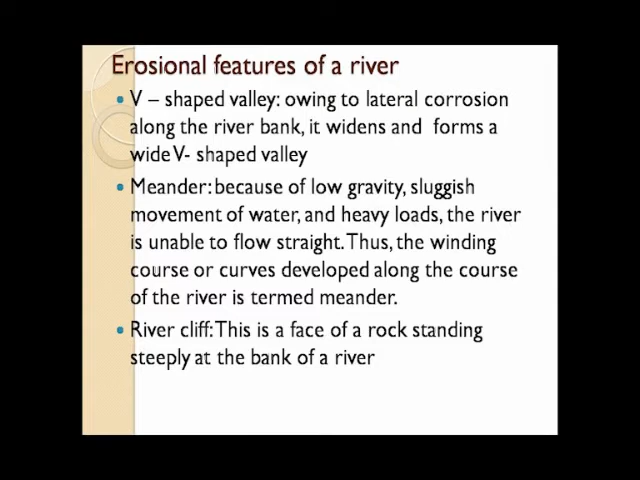 Erosional features of a river
• V – shaped valley: owing to lateral corrosion
along the river bank, it widens and forms a
wide V- shaped valley
• Meander: because of low gravity, sluggish
movement of water, and heavy loads, the river
is unable to flow straight. Thus, the winding
course or curves developed along the course
of the river is termed meander.
• River cliff: This is a face of a rock standing
steeply at the bank of a river